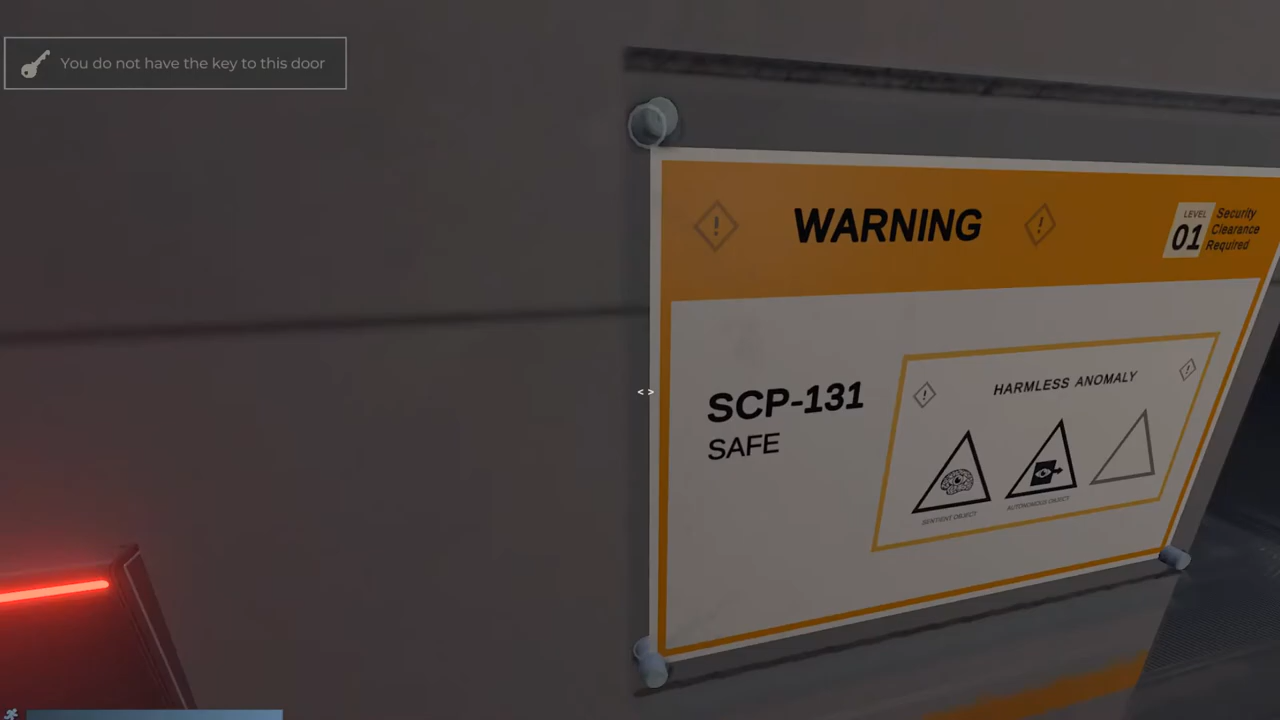 You do not have the key to this door
WARNING
LEVEL
01
Security
Clearance
Required
SCP-131
SAFE
HARMLESS ANOMALY
SENTIENT OBJECT
AUTONOMOUS OBJECT